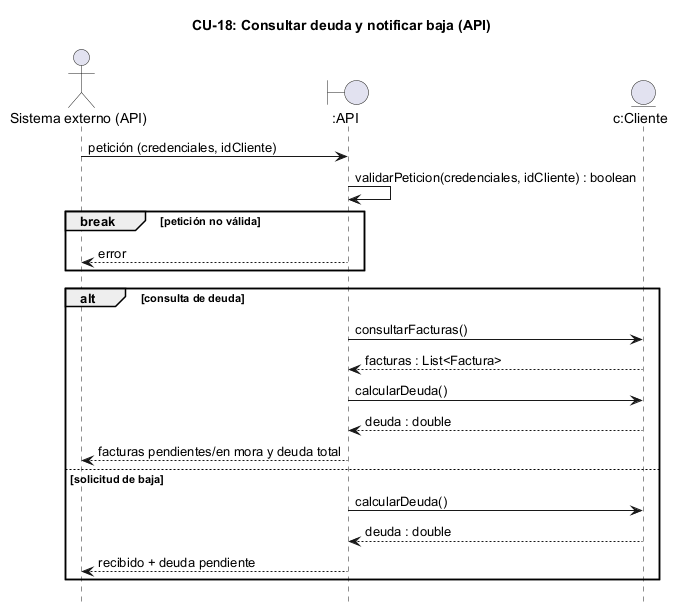 CU-18: Consultar deuda y notificar baja (API)
Sistema externo (API)
:API
c:Cliente
petición (credenciales, idCliente)
validarPeticion(credenciales, idCliente) : boolean
break
[petición no válida]
error
alt
[consulta de deuda]
consultarFacturas()
facturas : List<Factura>
calcularDeuda()
deuda : double
facturas pendientes/en mora y deuda total
[solicitud de baja]
calcularDeuda()
deuda : double
recibido + deuda pendiente